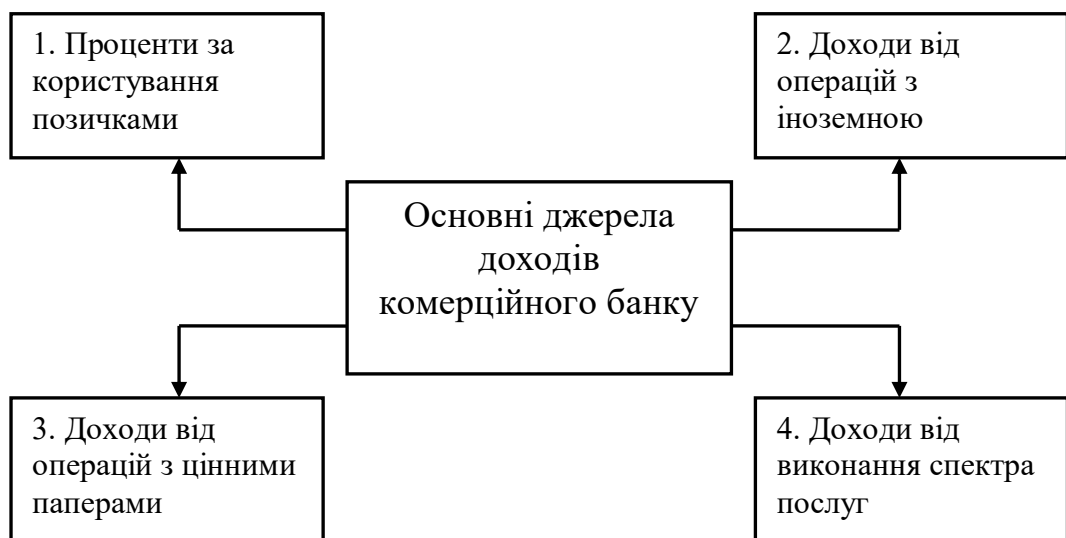 1. Проценти за
користування
позичками
2. Доходи від
операцій з
іноземною
Основні джерела
доходів
комерційного банку
3. Доходи від
операцій з цінними
паперами
4. Доходи від
виконання спектра
послуг